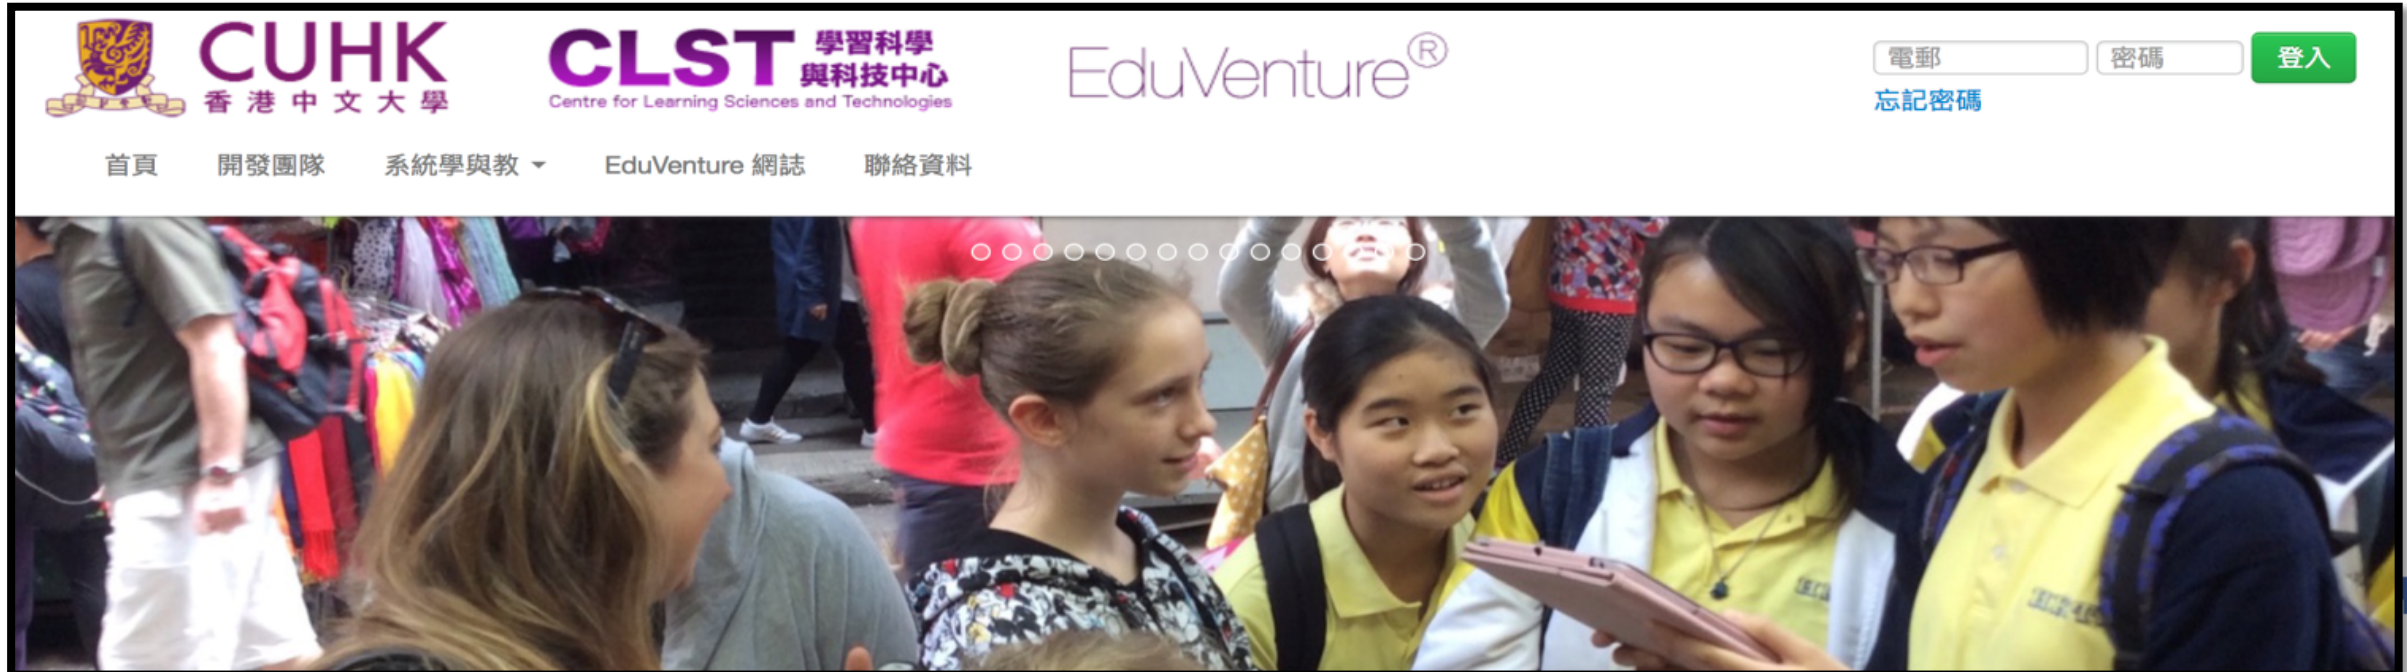 CUHK
香港中文大學
CLST 學習科學
與科技中心
Centre for Learning Sciences and Technologies
EduVenture®
電郵 密碼 登入
忘記密碼
首頁 開發團隊 系統學與教 EduVenture 網誌 聯絡資料